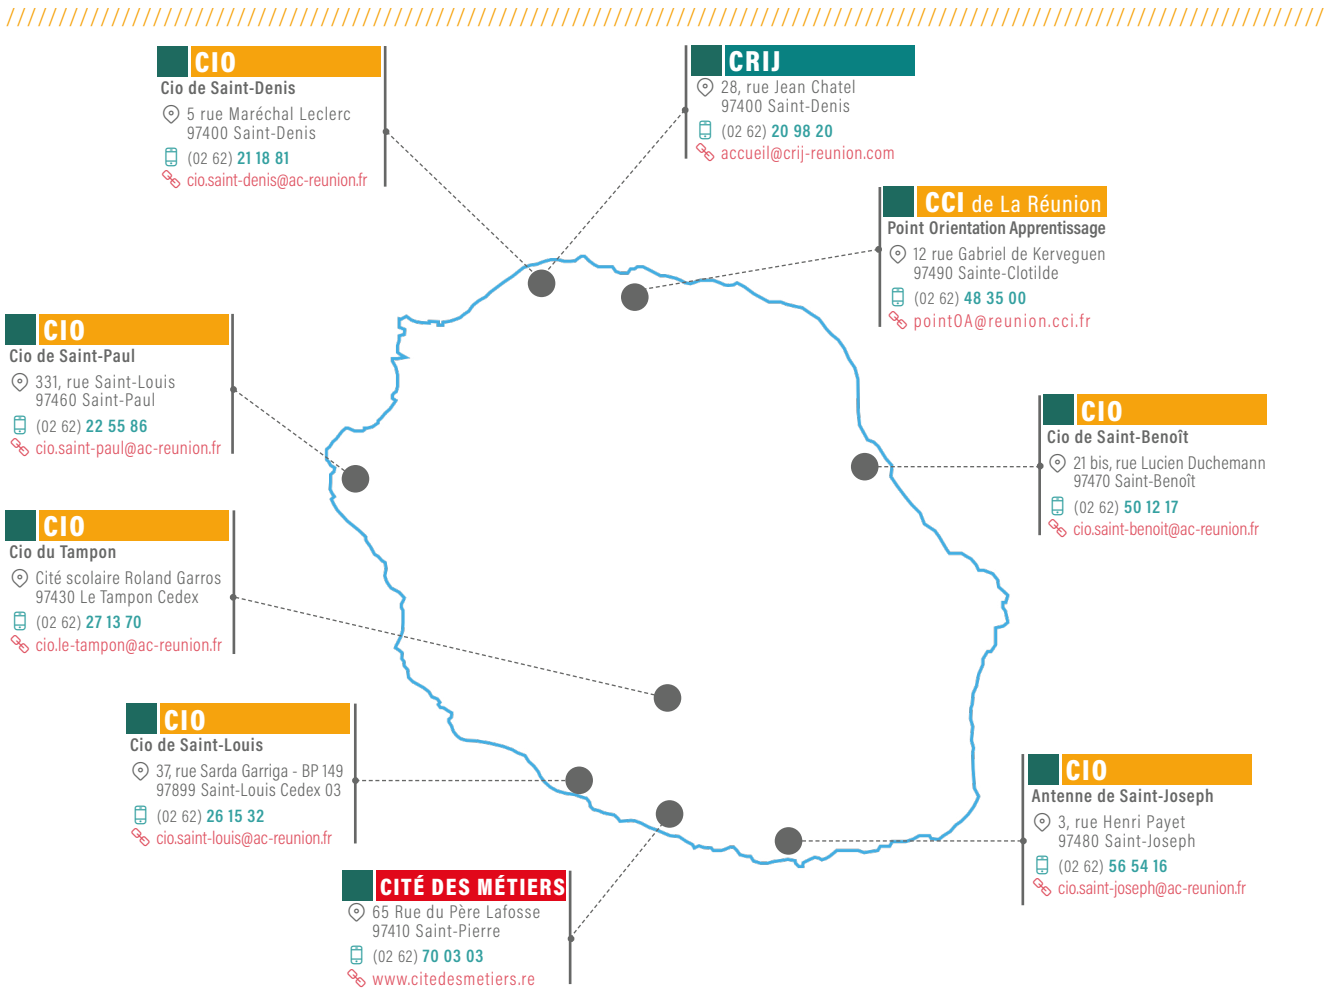 CIO
Cio de Saint-Denis
5 rue Maréchal Leclerc
97400 Saint-Denis
(02 62) 21 18 81
cio.saint-denis@ac-reunion.fr
CRIJ
28, rue Jean Chatel
97400 Saint-Denis
(02 62) 20 98 20
accueil@crij-reunion.com
CCI de La Réunion
Point Orientation Apprentissage
12 rue Gabriel de Kerveguen
97490 Sainte-Clotilde
(02 62) 48 35 00
pointOA@reunion.cci.fr
CIO
Cio de Saint-Paul
331, rue Saint-Louis
97460 Saint-Paul
(02 62) 22 55 86
cio.saint-paul@ac-reunion.fr
CIO
Cio de Saint-Benoît
21 bis, rue Lucien Duchemann
97470 Saint-Benoît
(02 62) 50 12 17
cio.saint-benoit@ac-reunion.fr
CIO
Cio du Tampon
Cité scolaire Roland Garros
97430 Le Tampon Cedex
(02 62) 27 13 70
cio.le-tampon@ac-reunion.fr
CIO
Cio de Saint-Louis
37, rue Sarda Garriga - BP 149
97899 Saint-Louis Cedex 03
(02 62) 26 15 32
cio.saint-louis@ac-reunion.fr
CIO
Antenne de Saint-Joseph
3, rue Henri Payet
97480 Saint-Joseph
(02 62) 56 54 16
cio.saint-joseph@ac-reunion.fr
CITÉ DES MÉTIERS
65 Rue du Père Lafosse
97410 Saint-Pierre
(02 62) 70 03 03
www.citedesmetiers.re